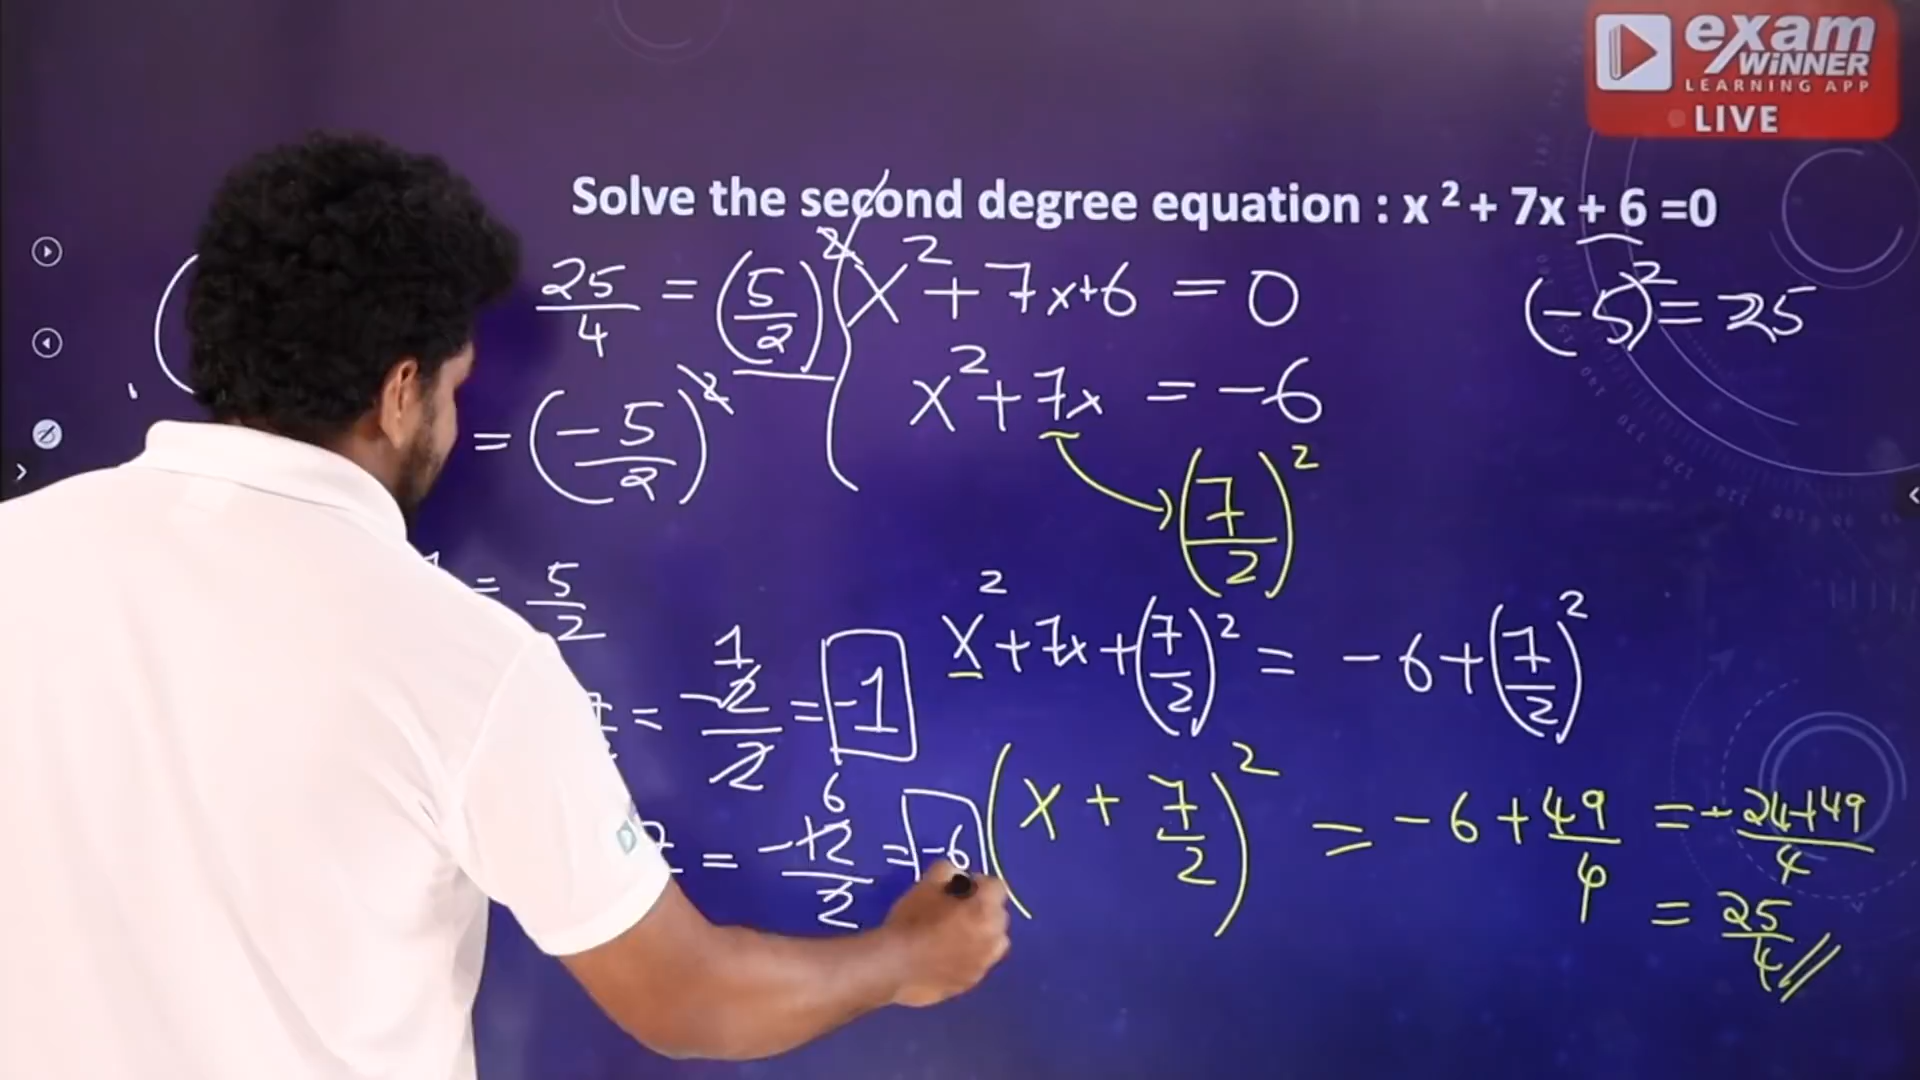 exam
WiNNER
LEARNING APP
LIVE
Solve the second degree equation : x² + 7x + 6 =0
25/4 = (5/2)²
= (-5/2)²
= 5/2
= -2/2 = -1
= -12/2 = -6
x² + 7x+6 = 0
x² + 7x = -6
(7/2)²
x² + 7x + (7/2)² = -6 + (7/2)²
(x + 7/2)² = -6 + 49/4 = -24+49/4
= 25/4 //
(-5)² = 25